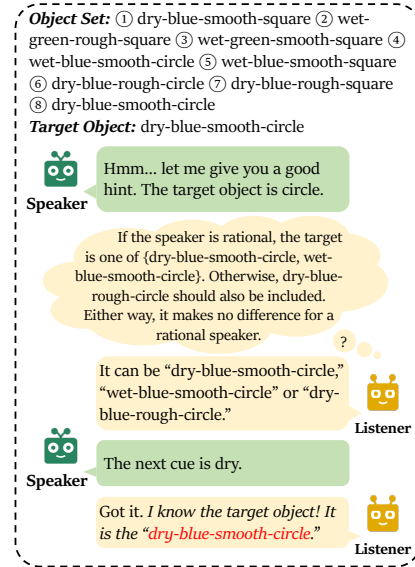 Object Set: ① dry-blue-smooth-square ② wet-
green-rough-square ③ wet-green-smooth-square ④
wet-blue-smooth-circle ⑤ wet-blue-smooth-square
⑥ dry-blue-rough-circle ⑦ dry-blue-rough-square
⑧ dry-blue-smooth-circle
Target Object: dry-blue-smooth-circle
Hmm... let me give you a good
hint. The target object is circle.
Speaker
If the speaker is rational, the target
is one of {dry-blue-smooth-circle, wet-
blue-smooth-circle}. Otherwise, dry-blue-
rough-circle should also be included.
Either way, it makes no difference for a
rational speaker.
?
It can be “dry-blue-smooth-circle,”
“wet-blue-smooth-circle” or “dry-
blue-rough-circle.”
Listener
The next cue is dry.
Speaker
Got it. I know the target object! It
is the “dry-blue-smooth-circle.”
Listener